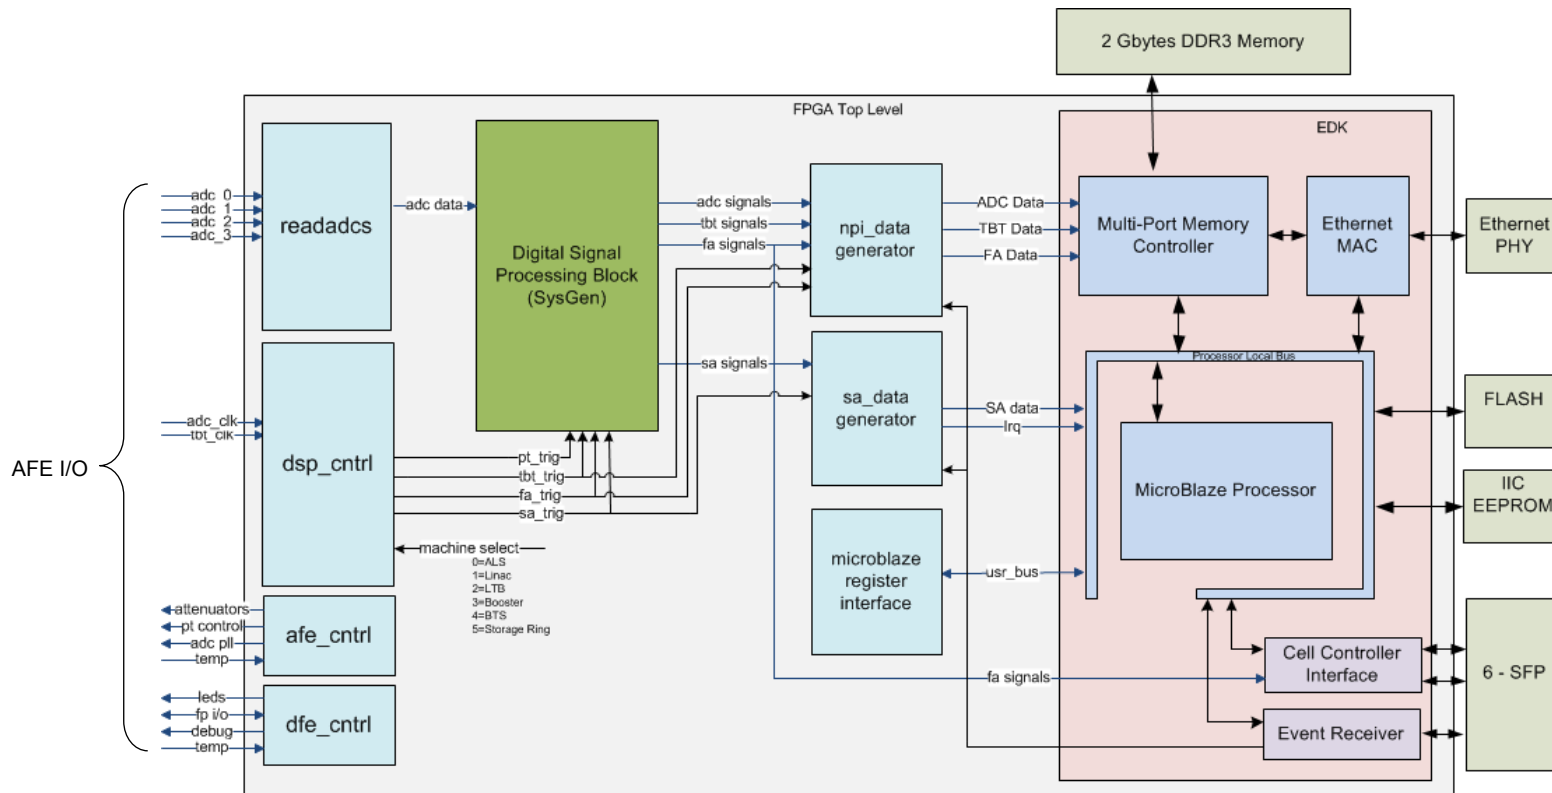 2 Gbytes DDR3 Memory
FPGA Top Level
EDK
AFE I/O
adc_0
adc_1
adc_2
adc_3
readadcs
adc data
Digital Signal
Processing Block
(SysGen)
adc signals
tbt signals
fa signals
npi_data
generator
ADC Data
TBT Data
FA Data
Multi-Port Memory
Controller
Ethernet
MAC
Ethernet
PHY
adc_clk
tbt_clk
dsp_cntrl
pt_trig
tbt_trig
fa_trig
sa_trig
machine select
0=ALS
1=Linac
2=LTB
3=Booster
4=BTS
5=Storage Ring
sa signals
sa_data
generator
SA data
Irq
Processor Local Bus
MicroBlaze Processor
FLASH
IIC
EEPROM
microblaze
register
interface
usr_bus
attenuators
pt controll
adc pll
temp
afe_cntrl
leds
fp i/o
debug
temp
dfe_cntrl
fa signals
Cell Controller
Interface
Event Receiver
6 - SFP